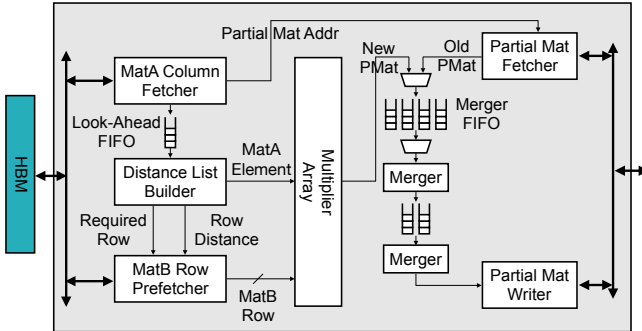 Partial Mat Addr
New
PMat
Old
PMat
Partial Mat
Fetcher
MatA Column
Fetcher
Look-Ahead
FIFO
Merger
FIFO
HBM
Distance List
Builder
MatA
Element
Multiplier
Array
Merger
Required
Row
Row
Distance
MatB Row
Prefetcher
MatB
Row
Merger
Partial Mat
Writer